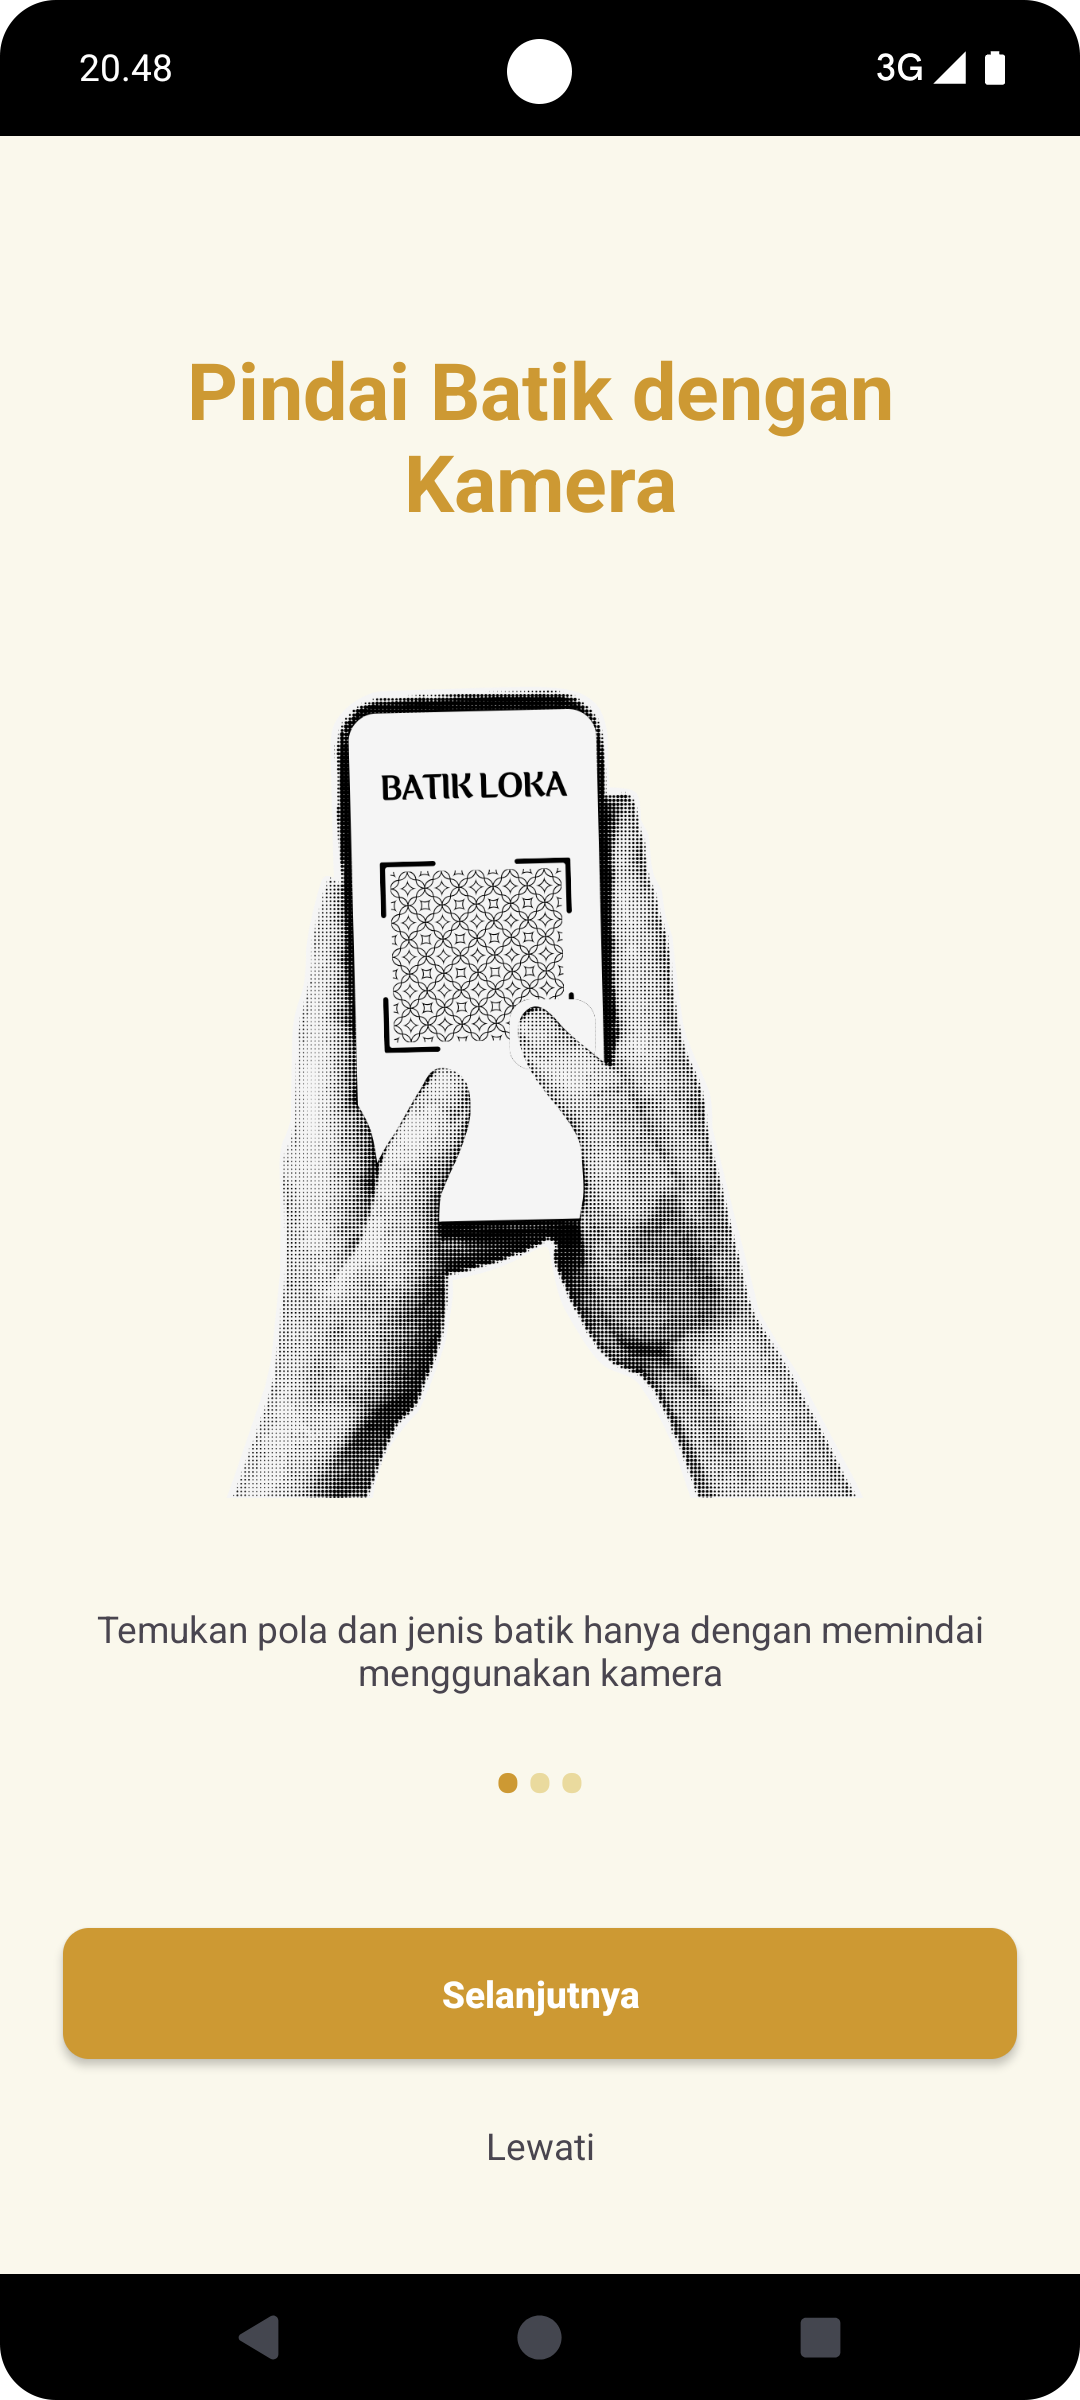 20.48
3G
Pindai Batik dengan
Kamera
BATIK LOKA
Temukan pola dan jenis batik hanya dengan memindai
menggunakan kamera
Selanjutnya
Lewati